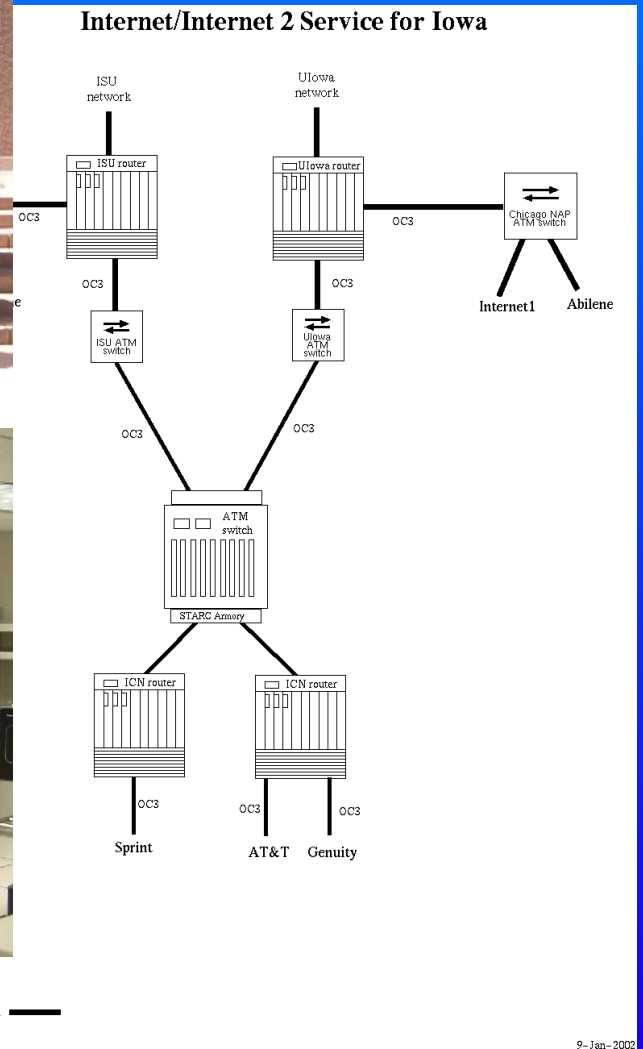 Internet/Internet 2 Service for Iowa
ISU
network
UIowa
network
ISU router
UIowa router
OC3
OC3
Chicago NAP
ATM switch
OC3
OC3
e
Internet1
Abilene
ISU ATM
switch
UIowa
ATM
switch
OC3
OC3
ATM
switch
STARC Armory
ICN router
ICN router
OC3
OC3
OC3
Sprint
AT&T
Genuity
9-Jan-2002